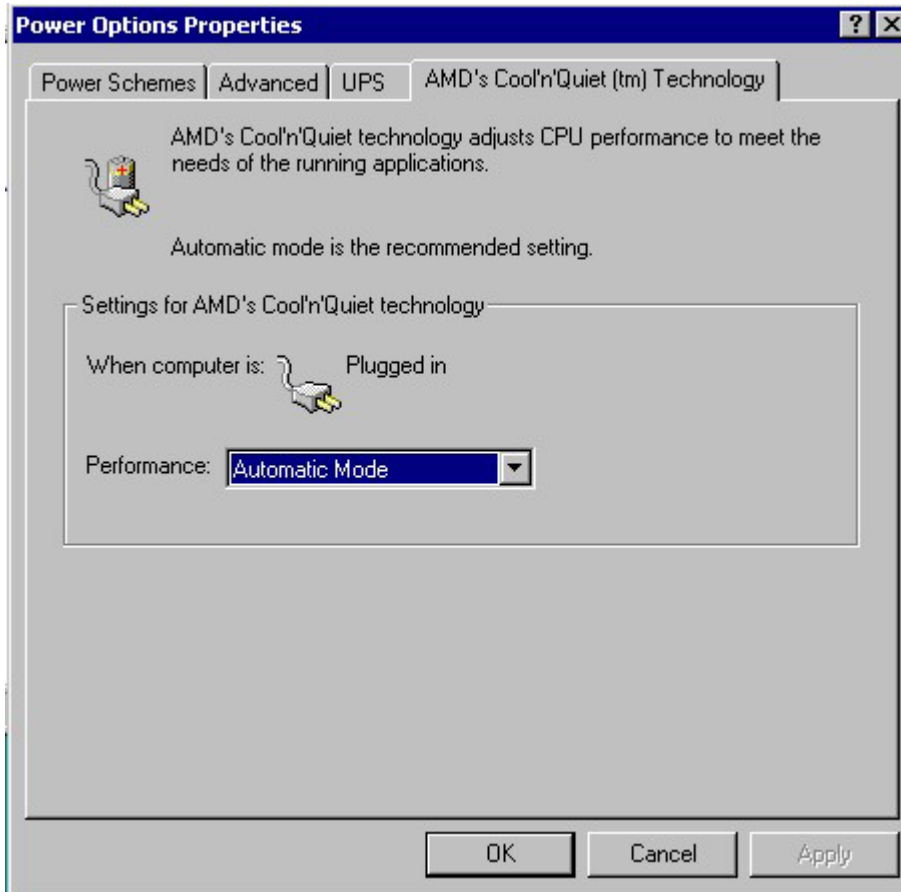 Power Options Properties
Power Schemes Advanced UPS AMD's Cool'n'Quiet (tm) Technology
AMD's Cool'n'Quiet technology adjusts CPU performance to meet the
needs of the running applications.
Automatic mode is the recommended setting.
Settings for AMD's Cool'n'Quiet technology
When computer is: Plugged in
Performance: Automatic Mode
OK Cancel Apply